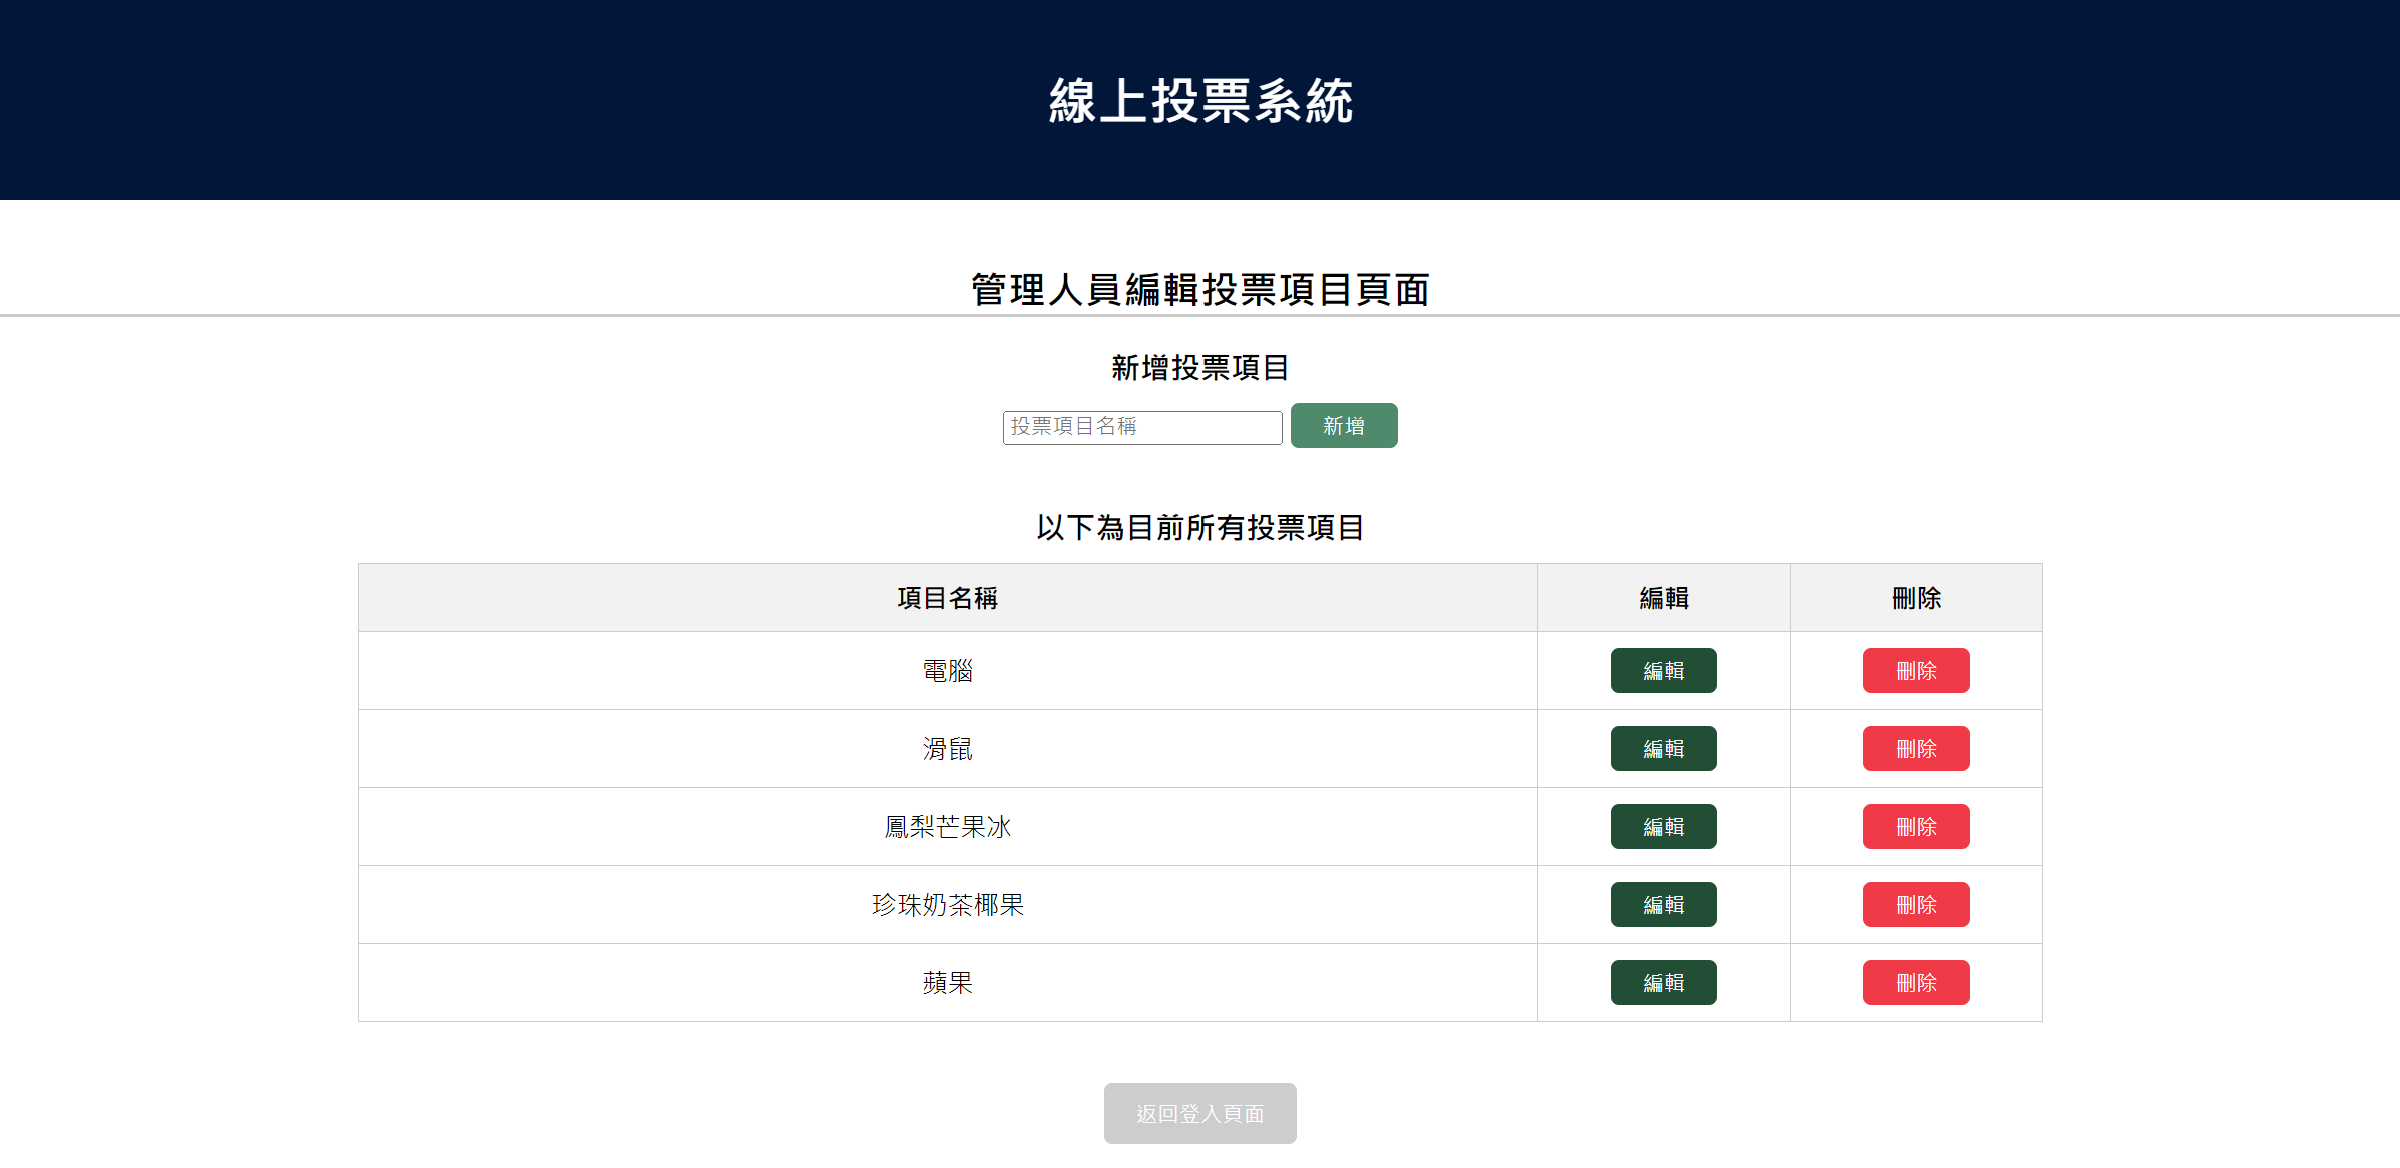 線上投票系統
管理人員編輯投票項目頁面
新增投票項目
投票項目名稱 新增
以下為目前所有投票項目
項目名稱 編輯 刪除
電腦 編輯 刪除
滑鼠 編輯 刪除
鳳梨芒果冰 編輯 刪除
珍珠奶茶椰果 編輯 刪除
蘋果 編輯 刪除
返回登入頁面